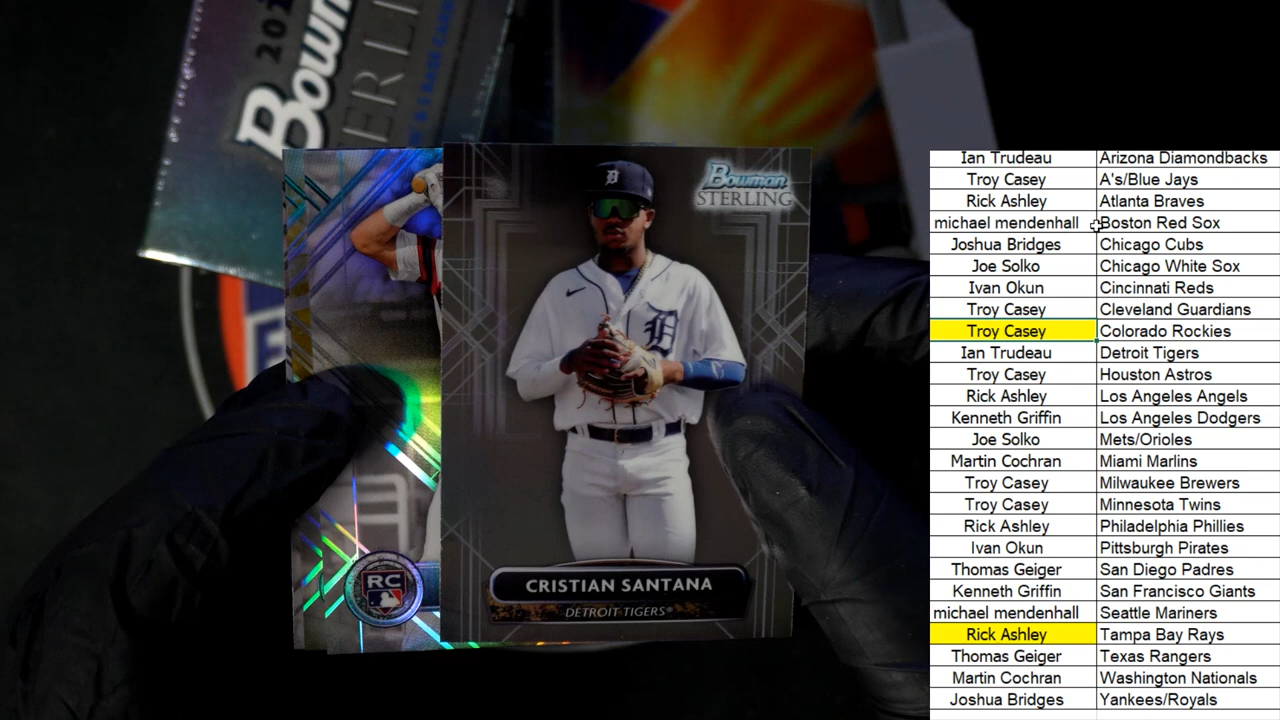 Bowman
STERLING
RC
CRISTIAN SANTANA
DETROIT TIGERS®
Ian Trudeau Arizona Diamondbacks
Troy Casey A's/Blue Jays
Rick Ashley Atlanta Braves
michael mendenhall Boston Red Sox
Joshua Bridges Chicago Cubs
Joe Solko Chicago White Sox
Ivan Okun Cincinnati Reds
Troy Casey Cleveland Guardians
Troy Casey Colorado Rockies
Ian Trudeau Detroit Tigers
Troy Casey Houston Astros
Rick Ashley Los Angeles Angels
Kenneth Griffin Los Angeles Dodgers
Joe Solko Mets/Orioles
Martin Cochran Miami Marlins
Troy Casey Milwaukee Brewers
Troy Casey Minnesota Twins
Rick Ashley Philadelphia Phillies
Ivan Okun Pittsburgh Pirates
Thomas Geiger San Diego Padres
Kenneth Griffin San Francisco Giants
michael mendenhall Seattle Mariners
Rick Ashley Tampa Bay Rays
Thomas Geiger Texas Rangers
Martin Cochran Washington Nationals
Joshua Bridges Yankees/Royals